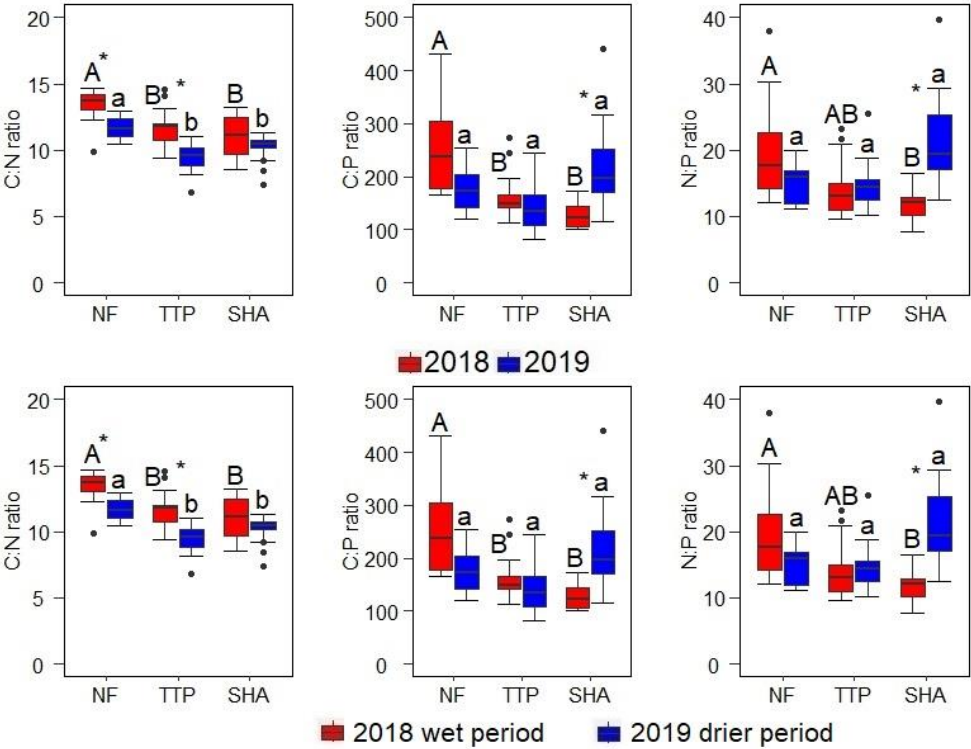 20 15 10 5 0
C:N ratio
A * a B * b B b
NF TTP SHA
500 400 300 200 100 0
C:P ratio
A a B a B * a
NF TTP SHA
40 30 20 10 0
N:P ratio
A a AB a B * a
NF TTP SHA
2018 2019
20 15 10 5 0
C:N ratio
A * a B * b B b
NF TTP SHA
500 400 300 200 100 0
C:P ratio
A a B a B * a
NF TTP SHA
40 30 20 10 0
N:P ratio
A a AB a B * a
NF TTP SHA
2018 wet period 2019 drier period